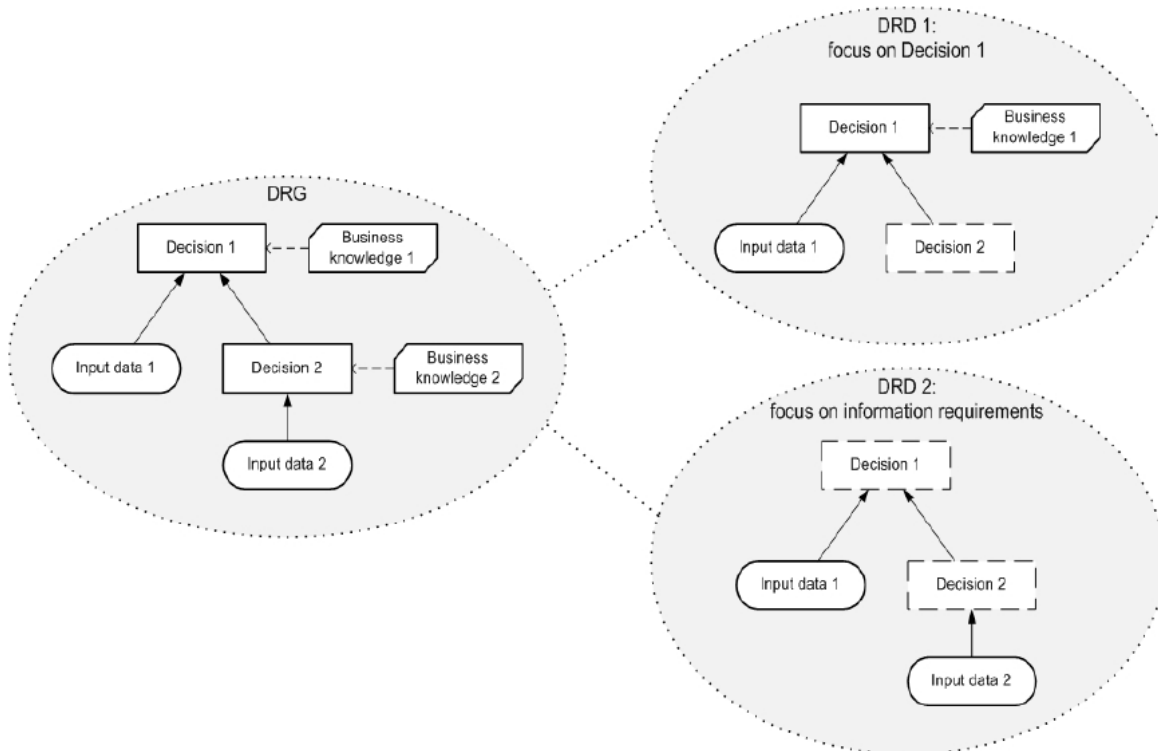 DRG
Decision 1
Business
knowledge 1
Input data 1
Decision 2
Business
knowledge 2
Input data 2
DRD 1:
focus on Decision 1
Decision 1
Business
knowledge 1
Input data 1
Decision 2
DRD 2:
focus on information requirements
Decision 1
Input data 1
Decision 2
Input data 2